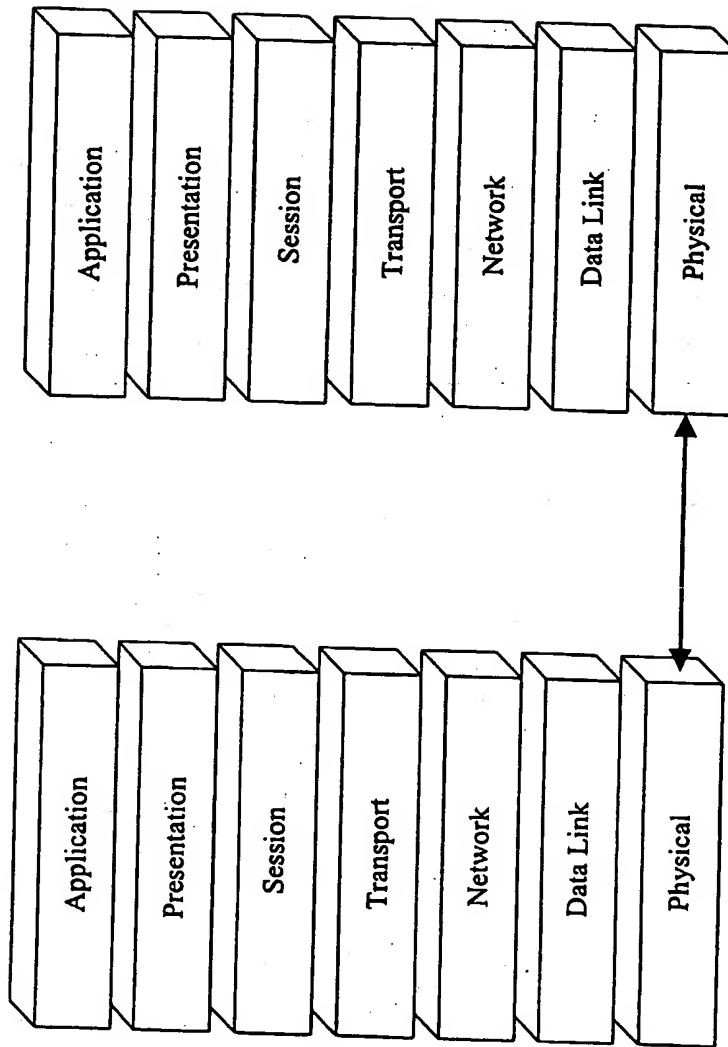 Application
Presentation
Session
Transport
Network
Data Link
Physical
Application
Presentation
Session
Transport
Network
Data Link
Physical